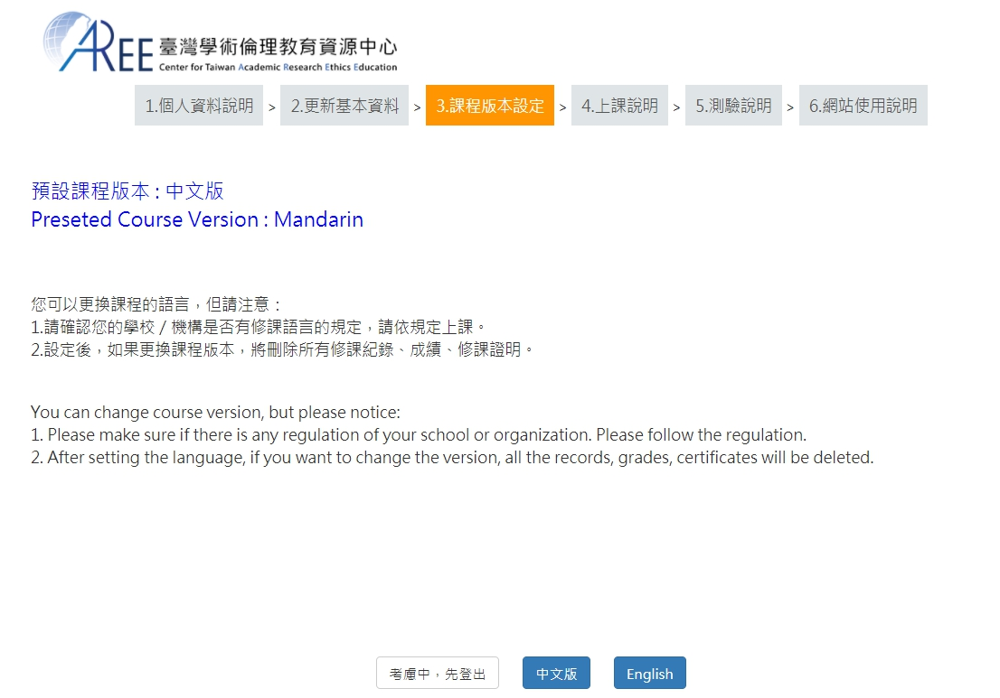 AREE 臺灣學術倫理教育資源中心
Center for Taiwan Academic Research Ethics Education
1.個人資料說明 > 2.更新基本資料 > 3.課程版本設定 > 4.上課說明 > 5.測驗說明 > 6.網站使用說明
預設課程版本 : 中文版
Preseted Course Version : Mandarin
您可以更換課程的語言，但請注意：
1.請確認您的學校 / 機構是否有修課語言的規定，請依規定上課。
2.設定後，如果更換課程版本，將刪除所有修課紀錄、成績、修課證明。
You can change course version, but please notice:
1. Please make sure if there is any regulation of your school or organization. Please follow the regulation.
2. After setting the language, if you want to change the version, all the records, grades, certificates will be deleted.
考慮中，先登出 中文版 English